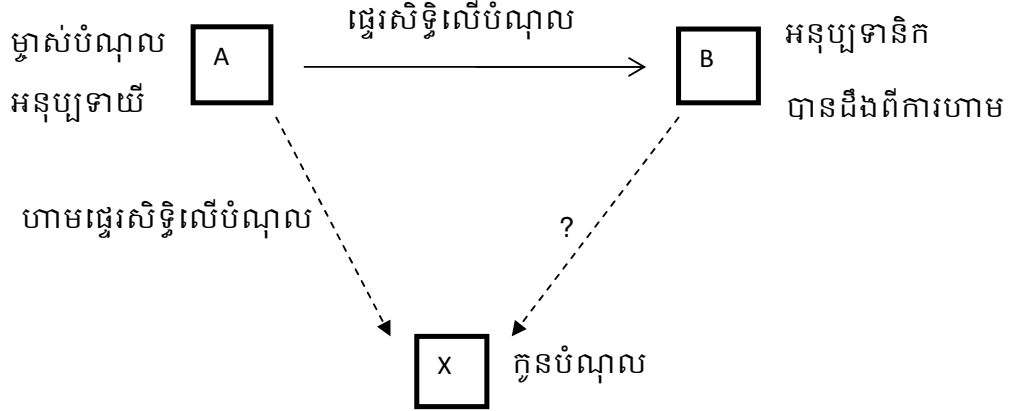 ផ្ទេរសិទ្ធិលើបំណុល
ម្ចាស់បំណុល
អនុប្បទាយី
A
B
អនុប្បទានិក
បានដឹងពីការហាម
ហាមផ្ទេរសិទ្ធិលើបំណុល
?
X
កូនបំណុល